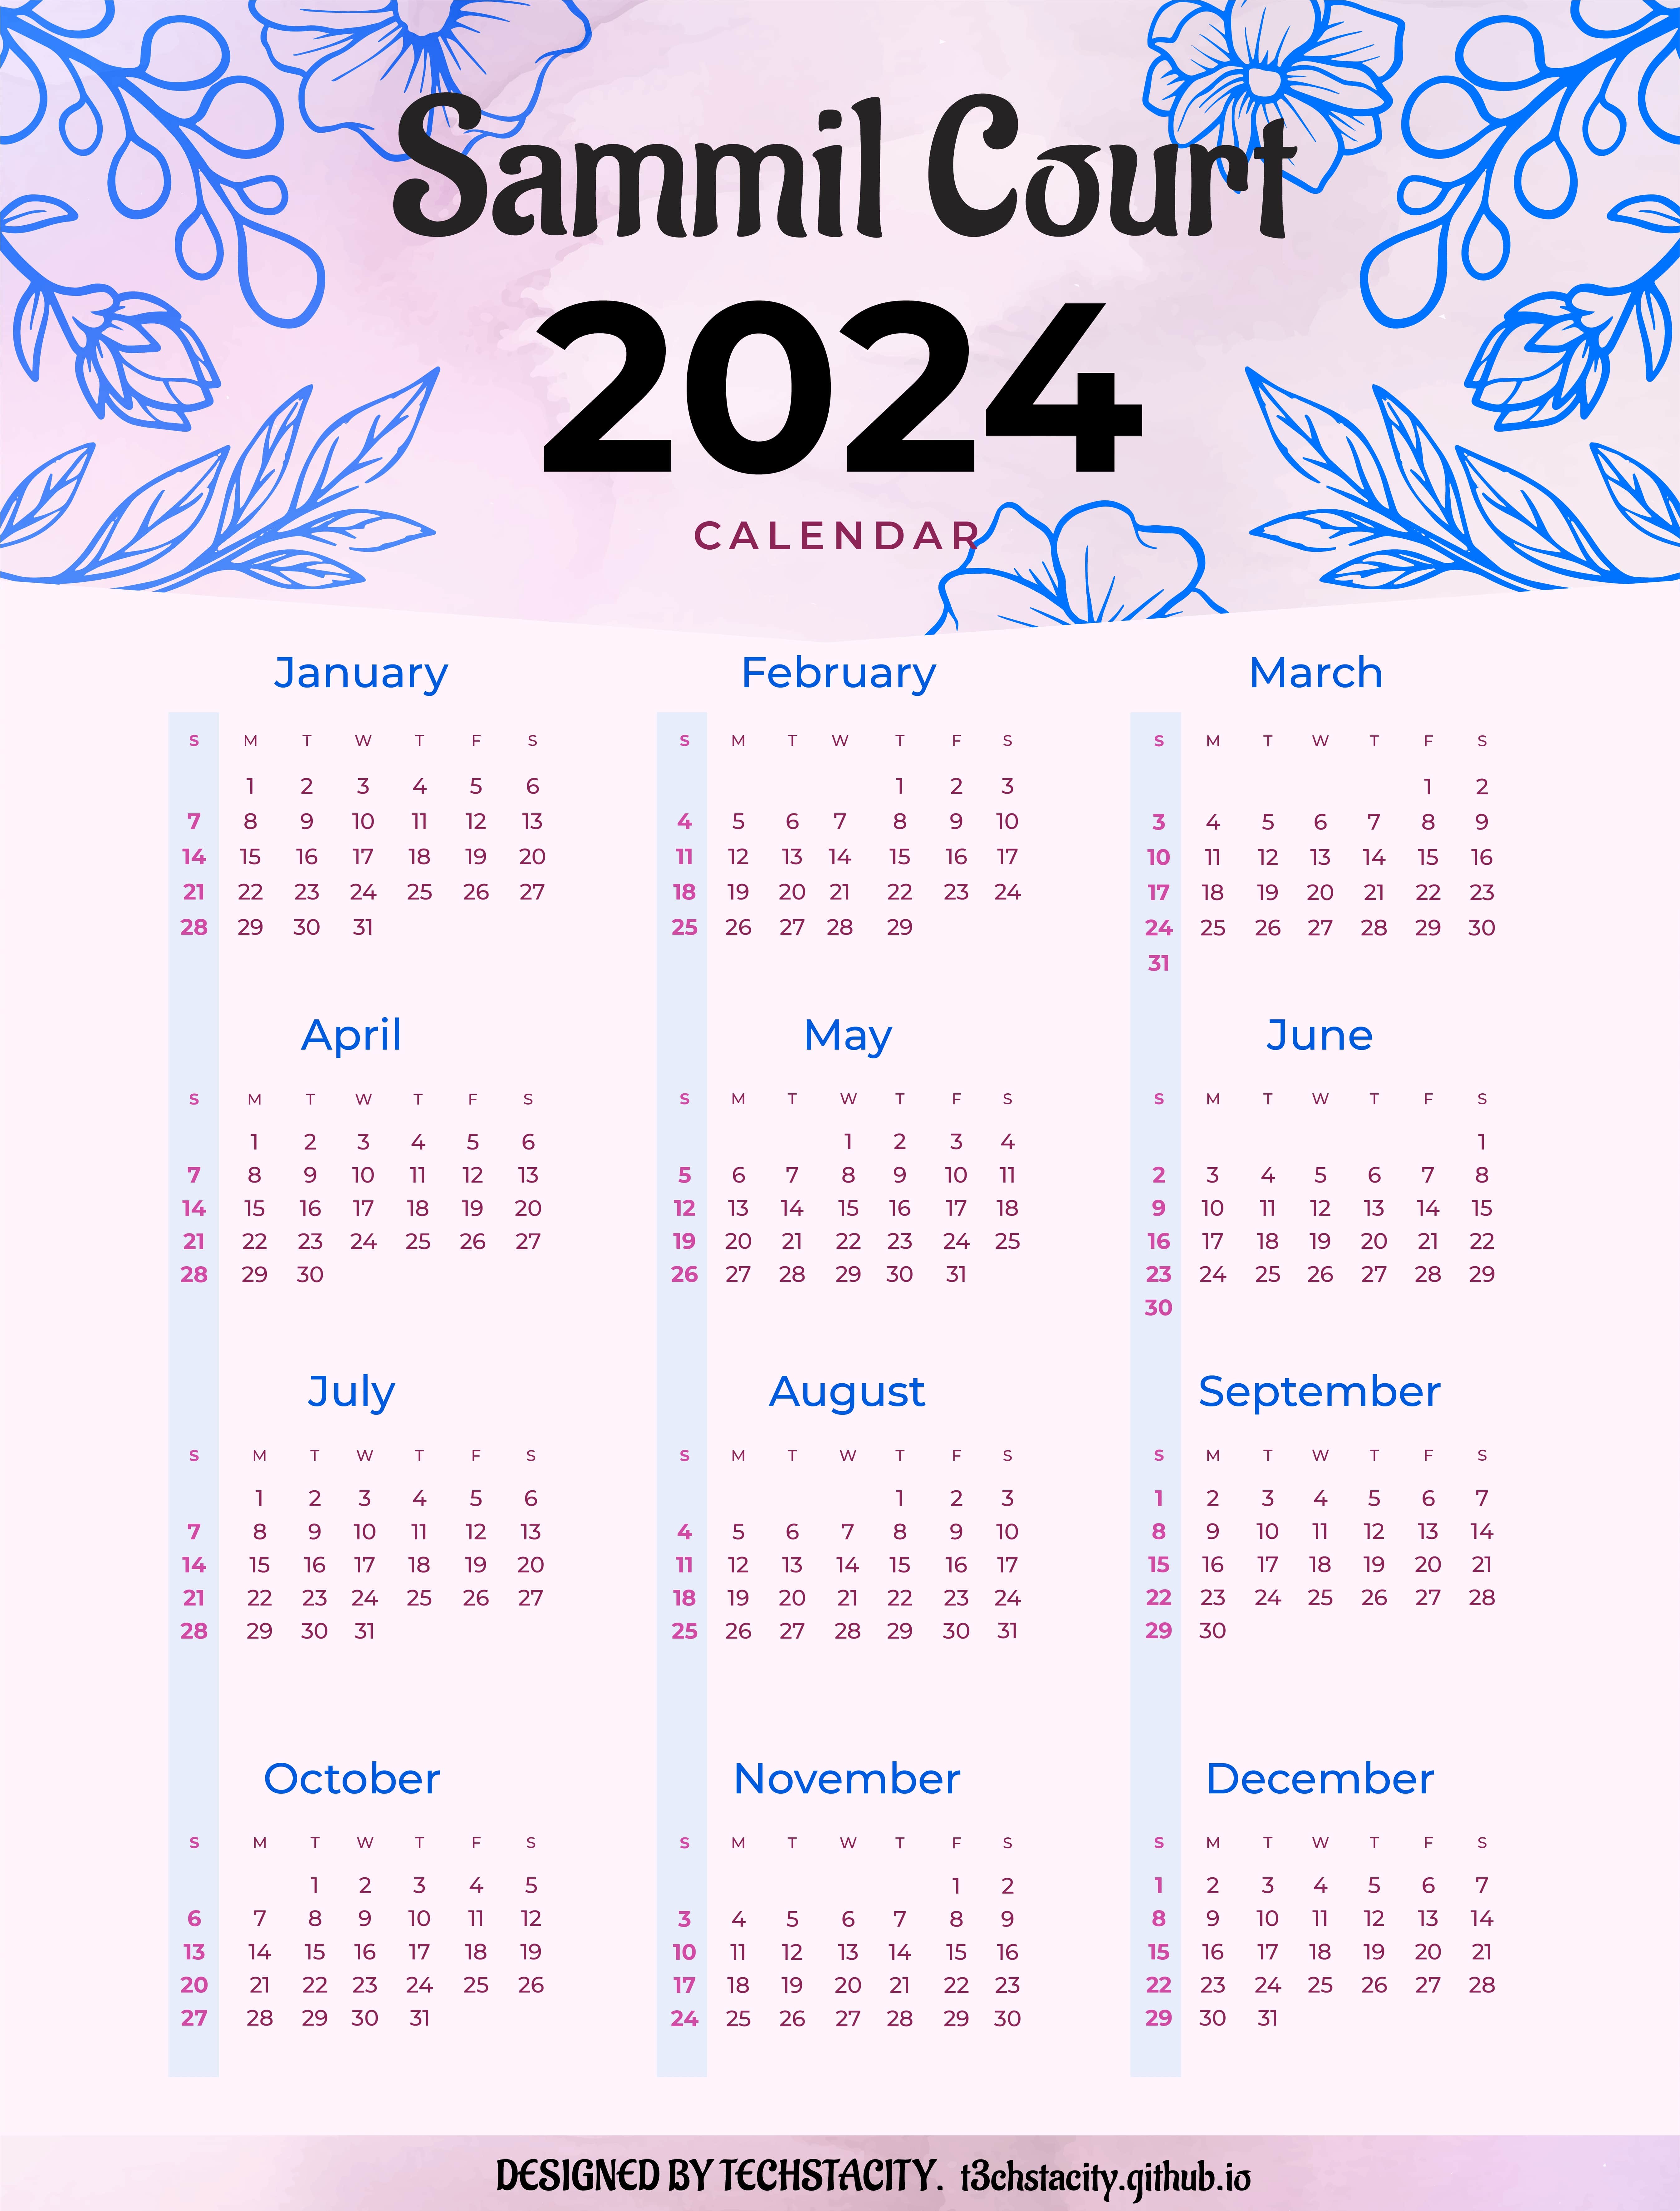 Sammil Court
2024
CALENDAR
January
S M T W T F S
1 2 3 4 5 6
7 8 9 10 11 12 13
14 15 16 17 18 19 20
21 22 23 24 25 26 27
28 29 30 31
February
S M T W T F S
1 2 3
4 5 6 7 8 9 10
11 12 13 14 15 16 17
18 19 20 21 22 23 24
25 26 27 28 29
March
S M T W T F S
1 2
3 4 5 6 7 8 9
10 11 12 13 14 15 16
17 18 19 20 21 22 23
24 25 26 27 28 29 30
31
April
S M T W T F S
1 2 3 4 5 6
7 8 9 10 11 12 13
14 15 16 17 18 19 20
21 22 23 24 25 26 27
28 29 30
May
S M T W T F S
1 2 3 4
5 6 7 8 9 10 11
12 13 14 15 16 17 18
19 20 21 22 23 24 25
26 27 28 29 30 31
June
S M T W T F S
1
2 3 4 5 6 7 8
9 10 11 12 13 14 15
16 17 18 19 20 21 22
23 24 25 26 27 28 29
30
July
S M T W T F S
1 2 3 4 5 6
7 8 9 10 11 12 13
14 15 16 17 18 19 20
21 22 23 24 25 26 27
28 29 30 31
August
S M T W T F S
1 2 3
4 5 6 7 8 9 10
11 12 13 14 15 16 17
18 19 20 21 22 23 24
25 26 27 28 29 30 31
September
S M T W T F S
1 2 3 4 5 6 7
8 9 10 11 12 13 14
15 16 17 18 19 20 21
22 23 24 25 26 27 28
29 30
October
S M T W T F S
1 2 3 4 5
6 7 8 9 10 11 12
13 14 15 16 17 18 19
20 21 22 23 24 25 26
27 28 29 30 31
November
S M T W T F S
1 2
3 4 5 6 7 8 9
10 11 12 13 14 15 16
17 18 19 20 21 22 23
24 25 26 27 28 29 30
December
S M T W T F S
1 2 3 4 5 6 7
8 9 10 11 12 13 14
15 16 17 18 19 20 21
22 23 24 25 26 27 28
29 30 31
DESIGNED BY TECHSTACITY. t3chstacity.github.io